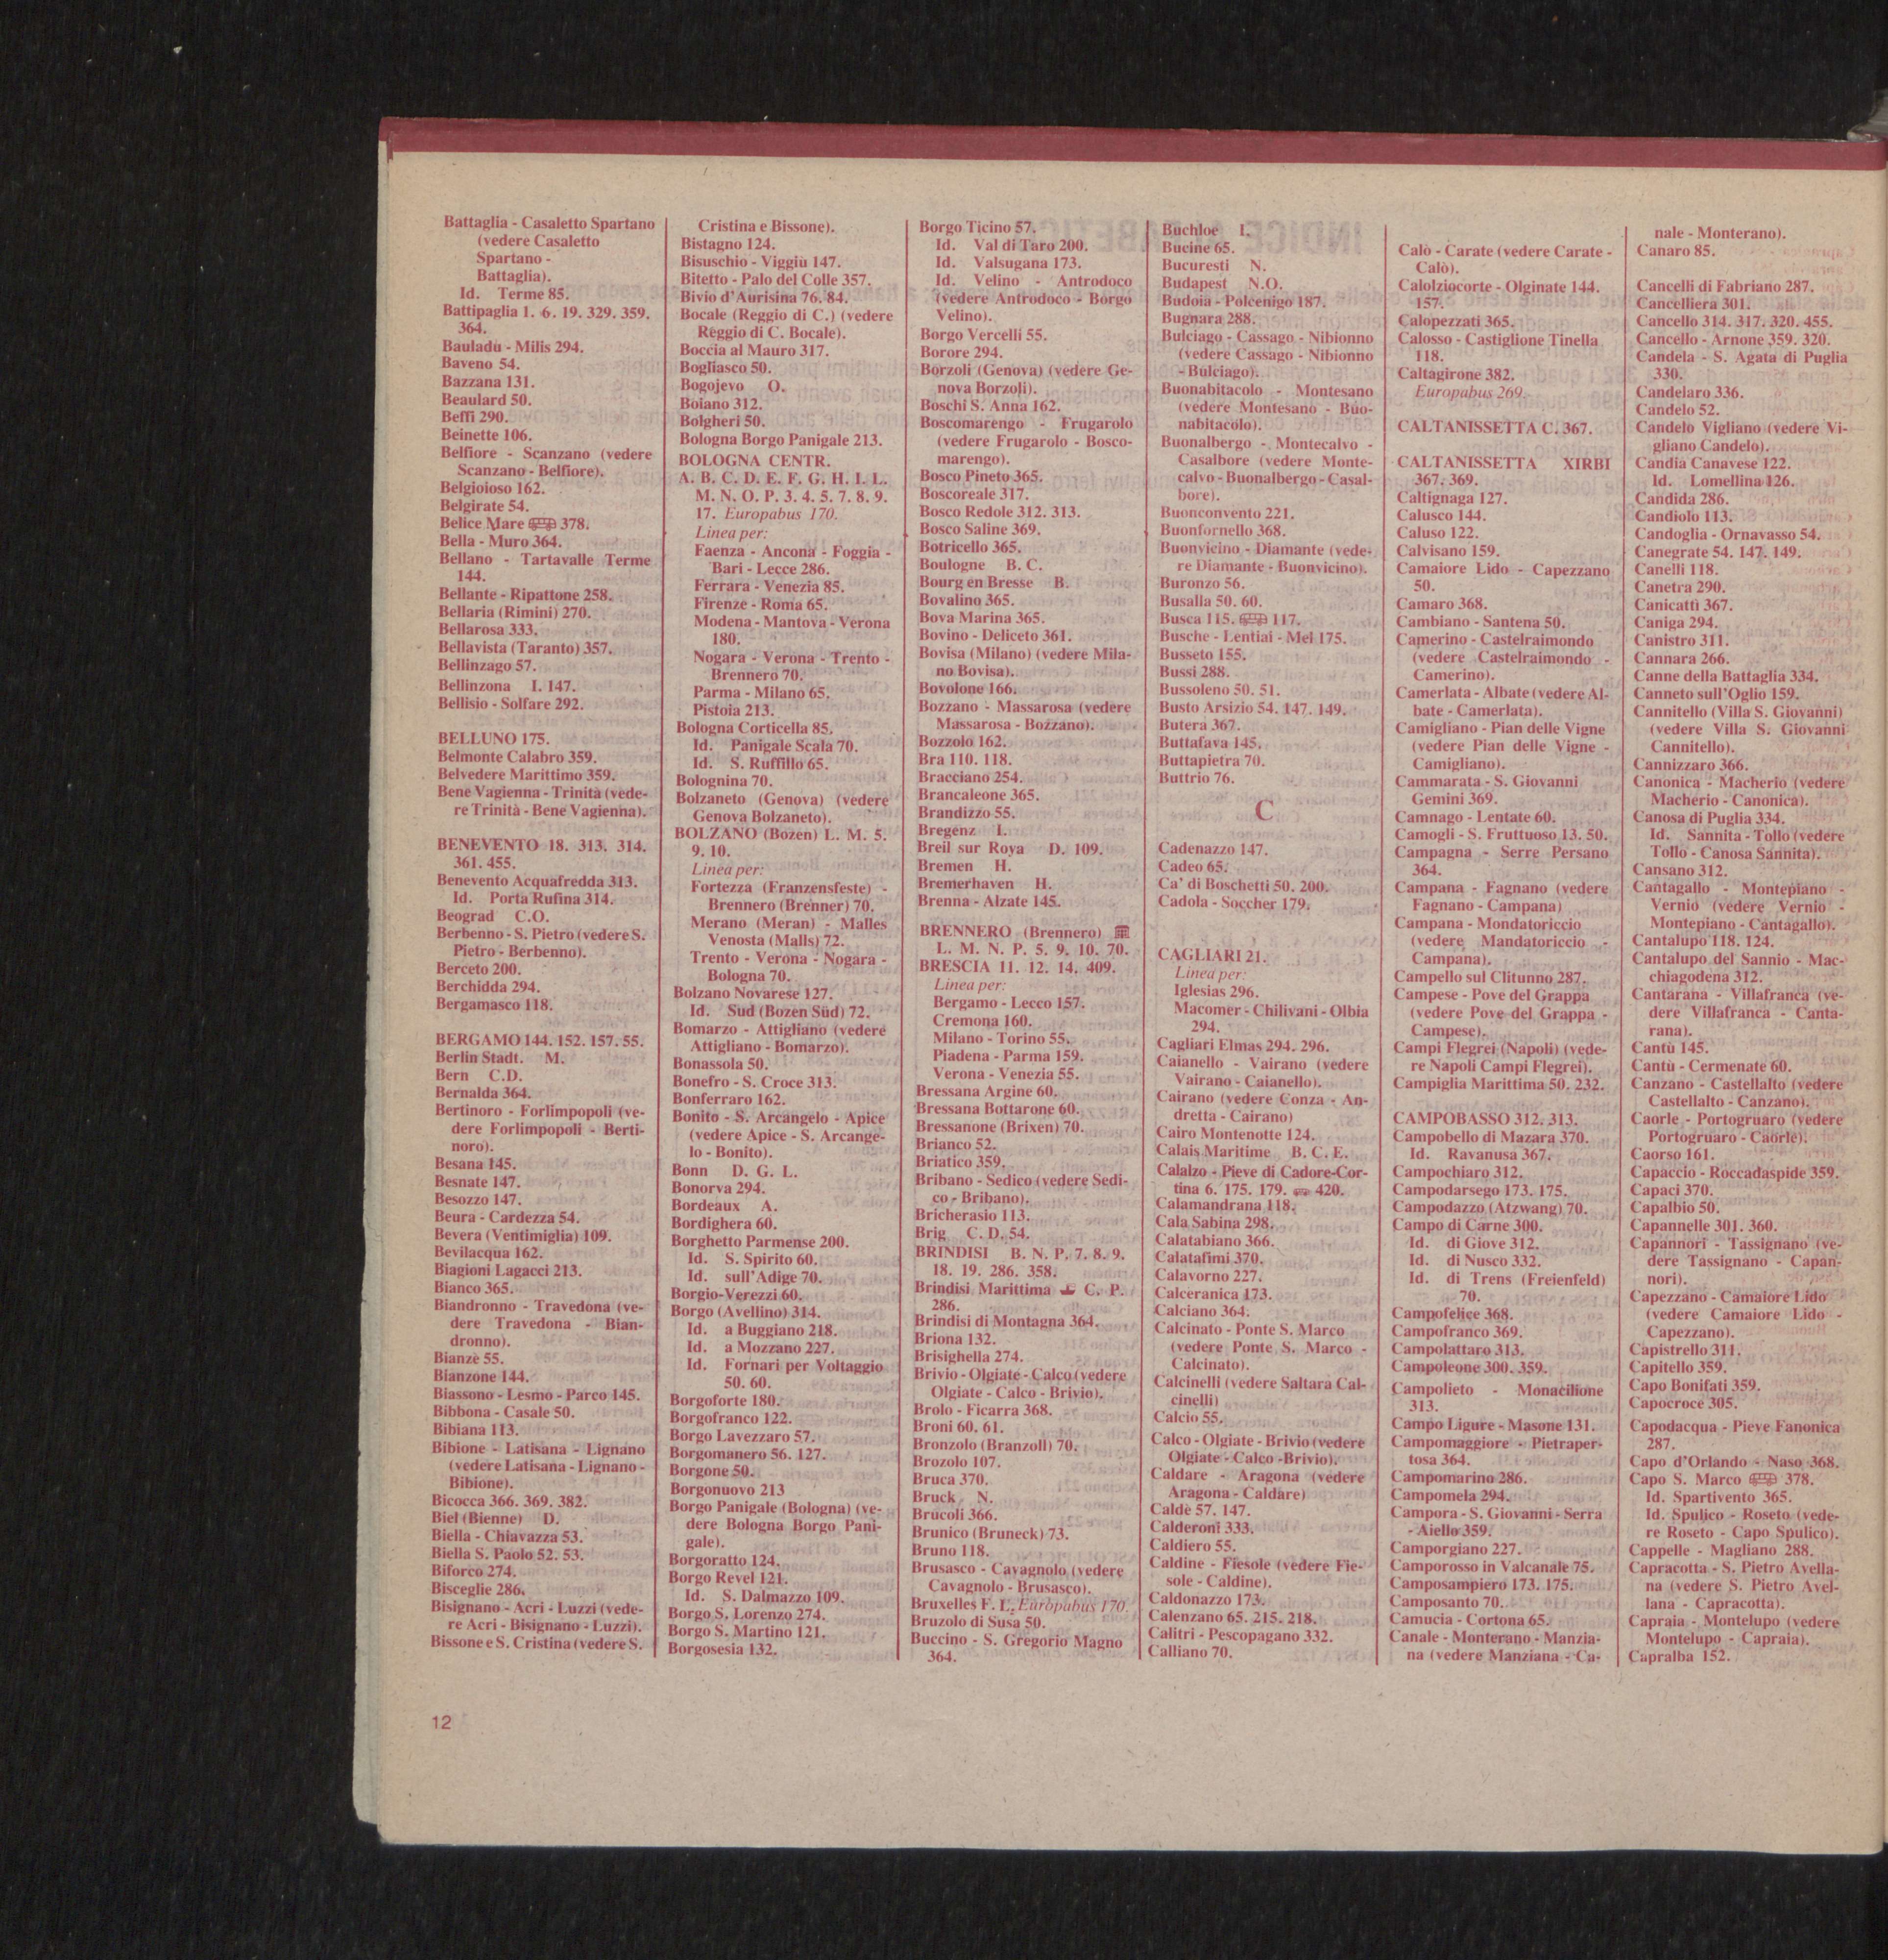 Battaglia - Casaletto Spartano
(vedere Casaletto
Spartano -
Battaglia).
Id. Terme 85.
Battipaglia 1. 6. 19. 329. 359.
364.
Bauladu - Milis 294.
Baveno 54.
Bazzana 131.
Beaulard 50.
Beffi 290.
Beinette 106.
Belfiore - Scanzano (vedere
Scanzano - Belfiore).
Belgioioso 162.
Belgirate 54.
Belice Mare 378.
Bella - Muro 364.
Bellano - Tartavalle Terme
144.
Bellante - Ripattone 258.
Bellaria (Rimini) 270.
Bellarosa 333.
Bellavista (Taranto) 357.
Bellinzago 57.
Bellinzona I. 147.
Bellisio - Solfare 292.
BELLUNO 175.
Belmonte Calabro 359.
Belvedere Marittimo 359.
Bene Vagienna - Trinità (vede-
re Trinità - Bene Vagienna).
BENEVENTO 18. 313. 314.
361. 455.
Benevento Acquafredda 313.
Id. Porta Rufina 314.
Beograd C.O.
Berbenno - S. Pietro (vedere S.
Pietro - Berbenno).
Berceto 200.
Berchidda 294.
Bergamasco 118.
BERGAMO 144. 152. 157. 55.
Berlin Stadt. M.
Bern C.D.
Bernalda 364.
Bertinoro - Forlimpopoli (ve-
dere Forlimpopoli - Berti-
noro).
Besana 145.
Besnate 147.
Besozzo 147.
Beura - Cardezza 54.
Bevera (Ventimiglia) 109.
Bevilacqua 162.
Biagioni Lagacci 213.
Bianco 365.
Biandronno - Travedona (ve-
dere Travedona - Bian-
dronno).
Bianzè 55.
Bianzone 144.
Biassono - Lesmo - Parco 145.
Bibbona - Casale 50.
Bibiana 113.
Bibione - Latisana - Lignano
(vedere Latisana - Lignano -
Bibione).
Bicocca 366. 369. 382.
Biel (Bienne) D.
Biella - Chiavazza 53.
Biella S. Paolo 52. 53.
Biforco 274.
Bisceglie 286.
Bisignano - Acri - Luzzi (vede-
re Acri - Bisignano - Luzzi).
Bissone e S. Cristina (vedere S.
Cristina e Bissone).
Bistagno 124.
Bisuschio - Viggiù 147.
Bitetto - Palo del Colle 357.
Bivio d'Aurisina 76. 84.
Bocale (Reggio di C.) (vedere
Reggio di C. Bocale).
Boccia al Mauro 317.
Bogliasco 50.
Bogojevo O.
Boiano 312.
Bolgheri 50.
Bologna Borgo Panigale 213.
BOLOGNA CENTR.
A. B. C. D. E. F. G. H. I. L.
M. N. O. P. 3. 4. 5. 7. 8. 9.
17. Europabus 170.
Linea per:
Faenza - Ancona - Foggia -
Bari - Lecce 286.
Ferrara - Venezia 85.
Firenze - Roma 65.
Modena - Mantova - Verona
180.
Nogara - Verona - Trento -
Brennero 70.
Parma - Milano 65.
Pistoia 213.
Bologna Corticella 85.
Id. Panigale Scala 70.
Id. S. Ruffillo 65.
Bolognina 70.
Bolzaneto (Genova) (vedere
Genova Bolzaneto).
BOLZANO (Bozen) L. M. 5.
9. 10.
Linea per:
Fortezza (Franzensfeste) -
Brennero (Brenner) 70.
Merano (Meran) - Malles
Venosta (Malls) 72.
Trento - Verona - Nogara -
Bologna 70.
Bolzano Novarese 127.
Id. Sud (Bozen Süd) 72.
Bomarzo - Attigliano (vedere
Attigliano - Bomarzo).
Bonassola 50.
Bonefro - S. Croce 313.
Bonferraro 162.
Bonito - S. Arcangelo - Apice
(vedere Apice - S. Arcange-
lo - Bonito).
Bonn D. G. L.
Bonorva 294.
Bordeaux A.
Bordighera 60.
Borghetto Parmense 200.
Id. S. Spirito 60.
Id. sull'Adige 70.
Borgio-Verezzi 60.
Borgo (Avellino) 314.
Id. a Buggiano 218.
Id. a Mozzano 227.
Id. Fornari per Voltaggio
50. 60.
Borgoforte 180.
Borgofranco 122.
Borgo Lavezzaro 57.
Borgomanero 56. 127.
Borgone 50.
Borgonuovo 213
Borgo Panigale (Bologna) (ve-
dere Bologna Borgo Pani-
gale).
Borgoratto 124.
Borgo Revel 121.
Id. S. Dalmazzo 109.
Borgo S. Lorenzo 274.
Borgo S. Martino 121.
Borgosesia 132.
Borgo Ticino 57.
Id. Val di Taro 200.
Id. Valsugana 173.
Id. Velino - Antrodoco
(vedere Antrodoco - Borgo
Velino).
Borgo Vercelli 55.
Borore 294.
Borzoli (Genova) (vedere Ge-
nova Borzoli).
Boschi S. Anna 162.
Boscomarengo - Frugarolo
(vedere Frugarolo - Bosco-
marengo).
Bosco Pineto 365.
Boscoreale 317.
Bosco Redole 312. 313.
Bosco Saline 369.
Botricello 365.
Boulogne B. C.
Bourg en Bresse B.
Bovalino 365.
Bova Marina 365.
Bovino - Deliceto 361.
Bovisa (Milano) (vedere Mila-
no Bovisa).
Bovolone 166.
Bozzano - Massarosa (vedere
Massarosa - Bozzano).
Bozzolo 162.
Bra 110. 118.
Bracciano 254.
Brancaleone 365.
Brandizzo 55.
Bregenz I.
Breil sur Roya D. 109.
Bremen H.
Bremerhaven H.
Brenna - Alzate 145.
BRENNERO (Brennero)
L. M. N. P. 5. 9. 10. 70.
BRESCIA 11. 12. 14. 409.
Linea per:
Bergamo - Lecco 157.
Cremona 160.
Milano - Torino 55.
Piadena - Parma 159.
Verona - Venezia 55.
Bressana Argine 60.
Bressana Bottarone 60.
Bressanone (Brixen) 70.
Brianco 52.
Briatico 359.
Bribano - Sedico (vedere Sedi-
co - Bribano).
Bricherasio 113.
Brig C. D. 54.
BRINDISI B. N. P. 7. 8. 9.
18. 19. 286. 358.
Brindisi Marittima C. P.
286.
Brindisi di Montagna 364.
Briona 132.
Brisighella 274.
Brivio - Olgiate - Calco (vedere
Olgiate - Calco - Brivio).
Brolo - Ficarra 368.
Broni 60. 61.
Bronzolo (Branzoll) 70.
Brozolo 107.
Bruca 370.
Bruck N.
Brucoli 366.
Brunico (Bruneck) 73.
Bruno 118.
Brusasco - Cavagnolo (vedere
Cavagnolo - Brusasco).
Bruxelles F. L. Europabus 170.
Bruzolo di Susa 50.
Buccino - S. Gregorio Magno
364.
Buchloe I.
Bucine 65.
Bucuresti N.
Budapest N.O.
Budoia - Polcenigo 187.
Bugnara 288.
Bulciago - Cassago - Nibionno
(vedere Cassago - Nibionno
- Bulciago).
Buonabitacolo - Montesano
(vedere Montesano - Buo-
nabitacolo).
Buonalbergo - Montecalvo -
Casalbore (vedere Monte-
calvo - Buonalbergo - Casal-
bore).
Buonconvento 221.
Buonfornello 368.
Buonvicino - Diamante (vede-
re Diamante - Buonvicino).
Buronzo 56.
Busalla 50. 60.
Busca 115. 117.
Busche - Lentiai - Mel 175.
Busseto 155.
Bussi 288.
Bussoleno 50. 51.
Busto Arsizio 54. 147. 149.
Butera 367.
Buttafava 145.
Buttapietra 70.
Buttrio 76.
C
Cadenazzo 147.
Cadeo 65.
Ca' di Boschetti 50. 200.
Cadola - Soccher 179.
CAGLIARI 21.
Linea per:
Iglesias 296.
Macomer - Chilivani - Olbia
294.
Cagliari Elmas 294. 296.
Caianello - Vairano (vedere
Vairano - Caianello).
Cairano (vedere Conza - An-
dretta - Cairano)
Cairo Montenotte 124.
Calais Maritime B. C. E.
Calalzo - Pieve di Cadore-Cor-
tina 6. 175. 179. 420.
Calamandrana 118.
Cala Sabina 298.
Calatabiano 366.
Calatafimi 370.
Calavorno 227.
Calceranica 173.
Calciano 364.
Calcinato - Ponte S. Marco
(vedere Ponte S. Marco -
Calcinato).
Calcinelli (vedere Saltara Cal-
cinelli)
Calcio 55.
Calco - Olgiate - Brivio (vedere
Olgiate - Calco -Brivio).
Caldare - Aragona (vedere
Aragona - Caldare)
Caldè 57. 147.
Calderoni 333.
Caldiero 55.
Caldine - Fiesole (vedere Fie-
sole - Caldine).
Caldonazzo 173.
Calenzano 65. 215. 218.
Calitri - Pescopagano 332.
Calliano 70.
Calò - Carate (vedere Carate -
Calò).
Calolziocorte - Olginate 144.
157.
Calopezzati 365.
Calosso - Castiglione Tinella
118.
Caltagirone 382.
Europabus 269.
CALTANISSETTA C. 367.
CALTANISSETTA XIRBI
367. 369.
Caltignaga 127.
Calusco 144.
Caluso 122.
Calvisano 159.
Camaiore Lido - Capezzano
50.
Camaro 368.
Cambiano - Santena 50.
Camerino - Castelraimondo
(vedere Castelraimondo -
Camerino).
Camerlata - Albate (vedere Al-
bate - Camerlata).
Camigliano - Pian delle Vigne
(vedere Pian delle Vigne -
Camigliano).
Cammarata - S. Giovanni
Gemini 369.
Camnago - Lentate 60.
Camogli - S. Fruttuoso 13. 50.
Campagna - Serre Persano
364.
Campana - Fagnano (vedere
Fagnano - Campana)
Campana - Mondatoriccio
(vedere Mandatoriccio -
Campana).
Campello sul Clitunno 287.
Campese - Pove del Grappa
(vedere Pove del Grappa -
Campese).
Campi Flegrei (Napoli) (vede-
re Napoli Campi Flegrei).
Campiglia Marittima 50. 232.
CAMPOBASSO 312. 313.
Campobello di Mazara 370.
Id. Ravanusa 367.
Campochiaro 312.
Campodarsego 173. 175.
Campodazzo (Atzwang) 70.
Campo di Carne 300.
Id. di Giove 312.
Id. di Nusco 332.
Id. di Trens (Freienfeld)
70.
Campofelice 368.
Campofranco 369.
Campolattaro 313.
Campoleone 300. 359.
Campolieto - Monacilione
313.
Campo Ligure - Masone 131.
Campomaggiore - Pietraper-
tosa 364.
Campomarino 286.
Campomela 294.
Campora - S. Giovanni - Serra
- Aiello 359.
Camporgiano 227.
Camporosso in Valcanale 75.
Camposampiero 173. 175.
Camposanto 70.
Camucia - Cortona 65.
Canale - Monterano - Manzia-
na (vedere Manziana - Ca-
nale - Monterano).
Canaro 85.
Cancelli di Fabriano 287.
Cancelliera 301.
Cancello 314. 317. 320. 455.
Cancello - Arnone 359. 320.
Candela - S. Agata di Puglia
330.
Candelaro 336.
Candelo 52.
Candelo Vigliano (vedere Vi-
gliano Candelo).
Candia Canavese 122.
Id. Lomellina 126.
Candida 286.
Candiolo 113.
Candoglia - Ornavasso 54.
Canegrate 54. 147. 149.
Canelli 118.
Canetra 290.
Canicattì 367.
Caniga 294.
Canistro 311.
Cannara 266.
Canne della Battaglia 334.
Canneto sull'Oglio 159.
Cannitello (Villa S. Giovanni)
(vedere Villa S. Giovanni
Cannitello).
Cannizzaro 366.
Canonica - Macherio (vedere
Macherio - Canonica).
Canosa di Puglia 334.
Id. Sannita - Tollo (vedere
Tollo - Canosa Sannita).
Cansano 312.
Cantagallo - Montepiano -
Vernio (vedere Vernio -
Montepiano - Cantagallo).
Cantalupo 118. 124.
Cantalupo del Sannio - Mac-
chiagodena 312.
Cantarana - Villafranca (ve-
dere Villafranca - Canta-
rana).
Cantù 145.
Cantù - Cermenate 60.
Canzano - Castellalto (vedere
Castellalto - Canzano).
Caorle - Portogruaro (vedere
Portogruaro - Caorle).
Caorso 161.
Capaccio - Roccadaspide 359.
Capaci 370.
Capalbio 50.
Capannelle 301. 360.
Capannori - Tassignano (ve-
dere Tassignano - Capan-
nori).
Capezzano - Camaiore Lido
(vedere Camaiore Lido -
Capezzano).
Capistrello 311.
Capitello 359.
Capo Bonifati 359.
Capocroce 305.
Capodacqua - Pieve Fanonica
287.
Capo d'Orlando - Naso 368.
Capo S. Marco 378.
Id. Spartivento 365.
Id. Spulico - Roseto (vede-
re Roseto - Capo Spulico).
Cappelle - Magliano 288.
Capracotta - S. Pietro Avella-
na (vedere S. Pietro Avel-
lana - Capracotta).
Capraia - Montelupo (vedere
Montelupo - Capraia).
Capralba 152.
12